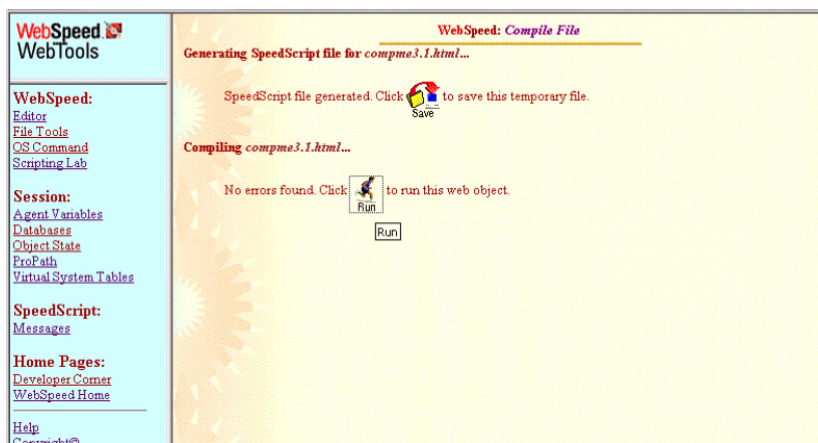 WebSpeed
WebTools
WebSpeed:
Editor
File Tools
OS Command
Scripting Lab
Session:
Agent Variables
Databases
Object State
ProPath
Virtual System Tables
SpeedScript:
Messages
Home Pages:
Developer Corner
WebSpeed Home
Help
Copyright©
WebSpeed: Compile File
Generating SpeedScript file for compme3.1.html...
SpeedScript file generated. Click Save to save this temporary file.
Compiling compme3.1.html...
No errors found. Click Run to run this web object.
Run